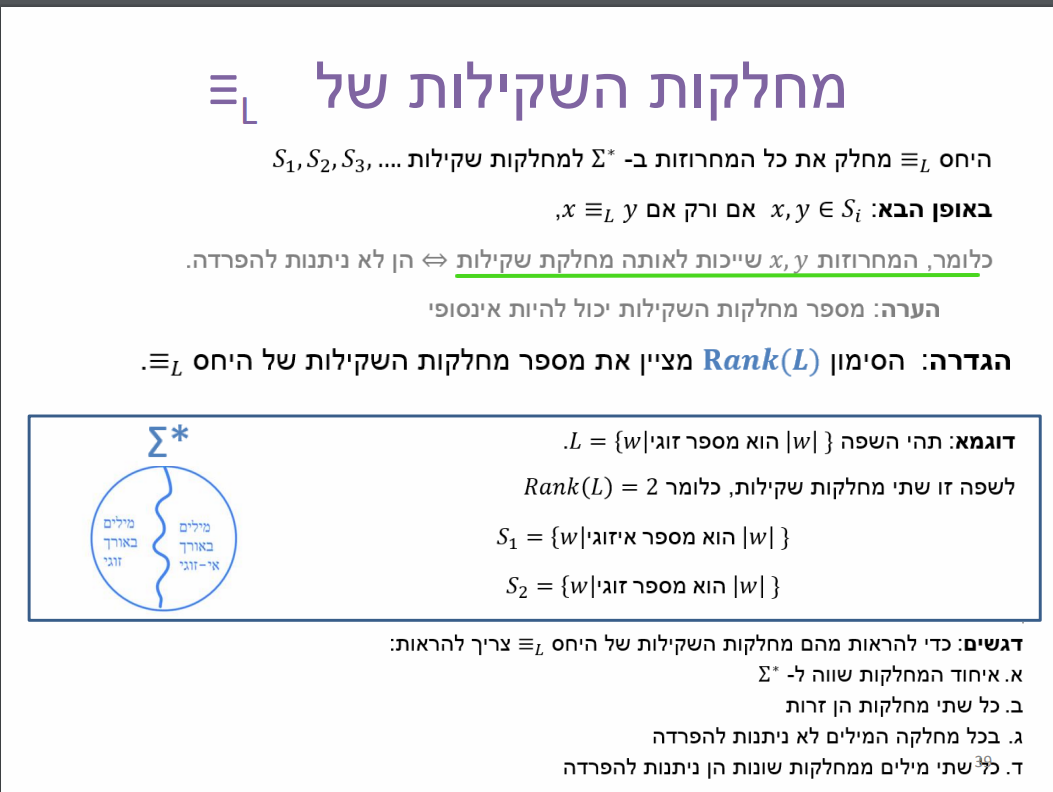 מחלקות השקילות של ≡L
היחס ≡L מחלק את כל המחרוזות ב- Σ* למחלקות שקילות S1, S2, S3, ....
באופן הבא: x, y ∈ Si אם ורק אם x ≡L y,
כלומר, המחרוזות x, y שייכות לאותה מחלקת שקילות ⇔ הן לא ניתנות להפרדה.
הערה: מספר מחלקות השקילות יכול להיות אינסופי
הגדרה: הסימון Rank(L) מציין את מספר מחלקות השקילות של היחס ≡L.
דוגמא: תהי השפה L = {w| |w| הוא מספר זוגי}.
לשפה זו שתי מחלקות שקילות, כלומר Rank(L) = 2
S1 = {w| |w| הוא מספר איזוגי}
S2 = {w| |w| הוא מספר זוגי}
Σ*
מילים
באורך
זוגי
מילים
באורך
אי-זוגי
דגשים: כדי להראות מהם מחלקות השקילות של היחס ≡L צריך להראות:
א. איחוד המחלקות שווה ל- Σ*
ב. כל שתי מחלקות הן זרות
ג. בכל מחלקה המילים לא ניתנות להפרדה
ד. כל שתי מילים ממחלקות שונות הן ניתנות להפרדה
39